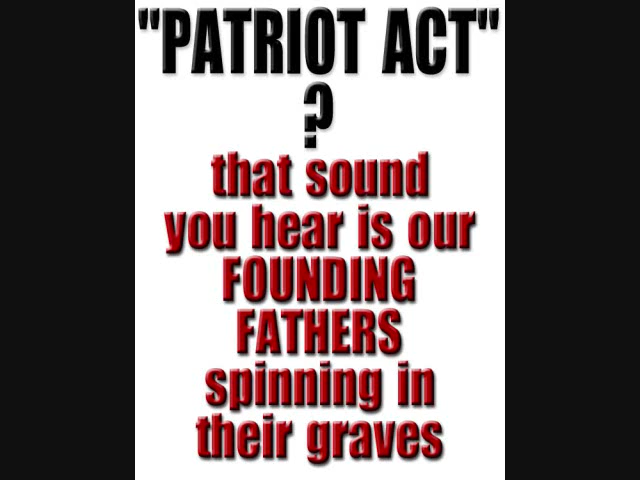 "PATRIOT ACT"
?
that sound
you hear is our
FOUNDING
FATHERS
spinning in
their graves